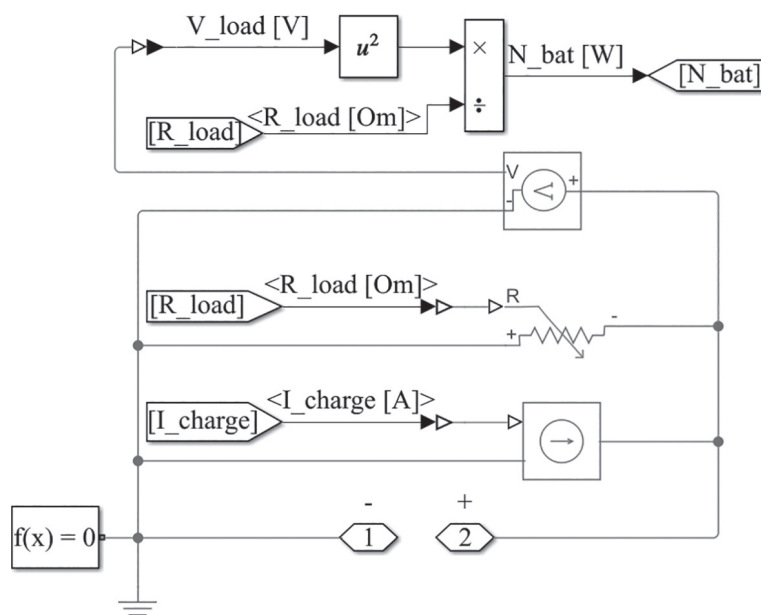 V_load [V]
u²
×
÷
N_bat [W]
[N_bat]
<R_load [Om]>
[R_load]
V
+
-
V
<R_load [Om]>
[R_load]
R
+
-
<I_charge [A]>
[I_charge]
-
+
f(x) = 0
1
2